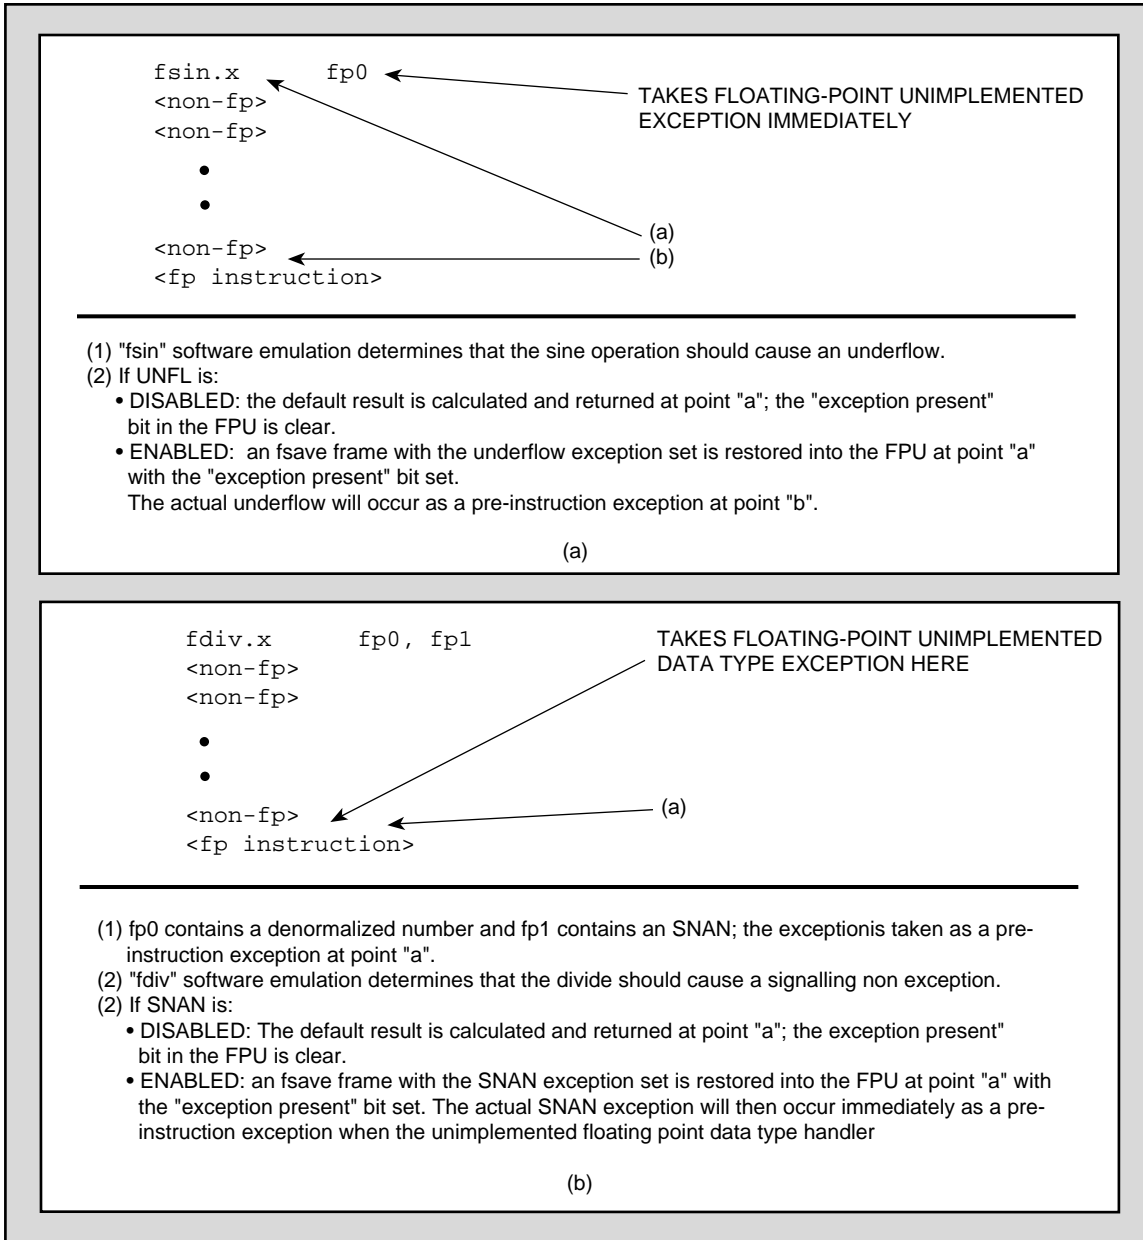 fsin.x fp0
<non-fp>
<non-fp>
TAKES FLOATING-POINT UNIMPLEMENTED
EXCEPTION IMMEDIATELY
•
•
(a)
<non-fp>
(b)
<fp instruction>
(1) "fsin" software emulation determines that the sine operation should cause an underflow.
(2) If UNFL is:
• DISABLED: the default result is calculated and returned at point "a"; the "exception present"
bit in the FPU is clear.
• ENABLED: an fsave frame with the underflow exception set is restored into the FPU at point "a"
with the "exception present" bit set.
The actual underflow will occur as a pre-instruction exception at point "b".
(a)
fdiv.x fp0, fp1
<non-fp>
<non-fp>
TAKES FLOATING-POINT UNIMPLEMENTED
DATA TYPE EXCEPTION HERE
•
•
<non-fp>
(a)
<fp instruction>
(1) fp0 contains a denormalized number and fp1 contains an SNAN; the exceptionis taken as a pre-
instruction exception at point "a".
(2) "fdiv" software emulation determines that the divide should cause a signalling non exception.
(2) If SNAN is:
• DISABLED: The default result is calculated and returned at point "a"; the exception present"
bit in the FPU is clear.
• ENABLED: an fsave frame with the SNAN exception set is restored into the FPU at point "a" with
the "exception present" bit set. The actual SNAN exception will then occur immediately as a pre-
instruction exception when the unimplemented floating point data type handler
(b)